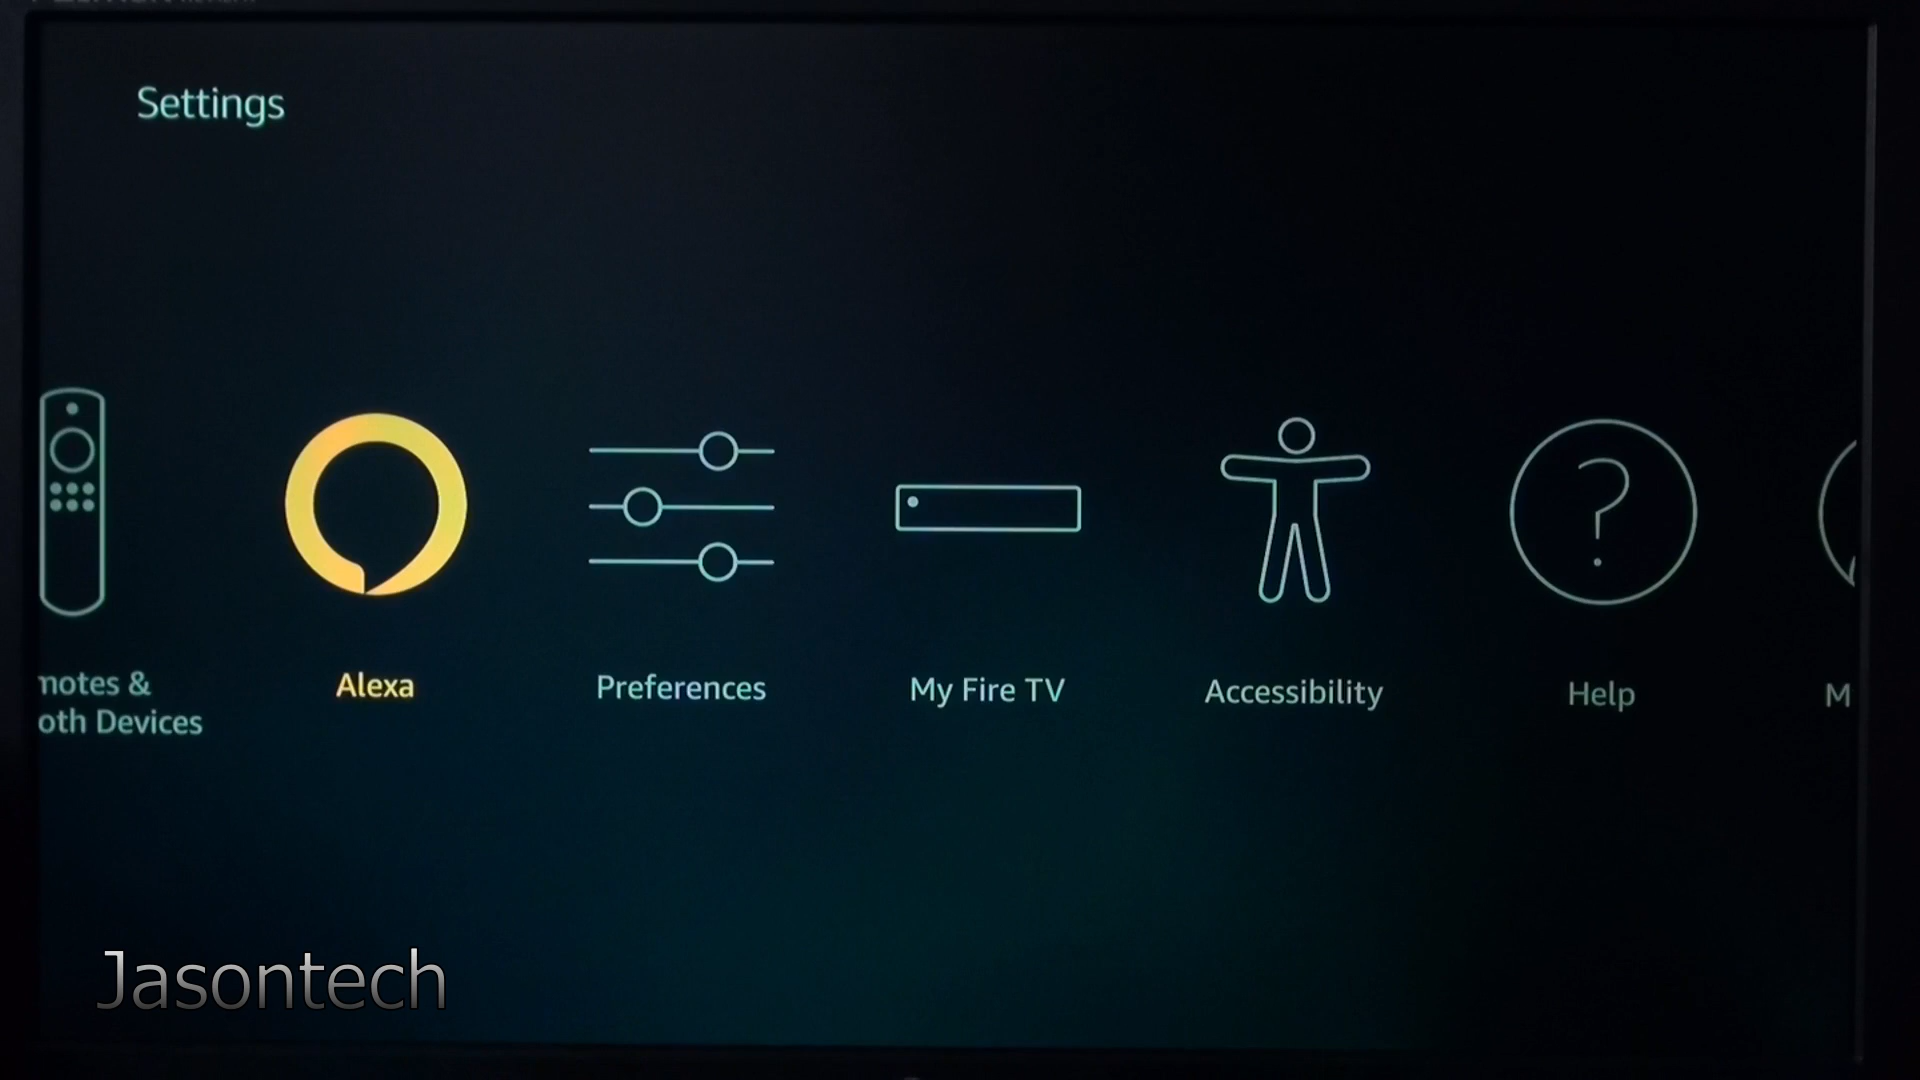 Settings
notes &
oth Devices
Alexa
Preferences
My Fire TV
Accessibility
Help
M
Jasontech